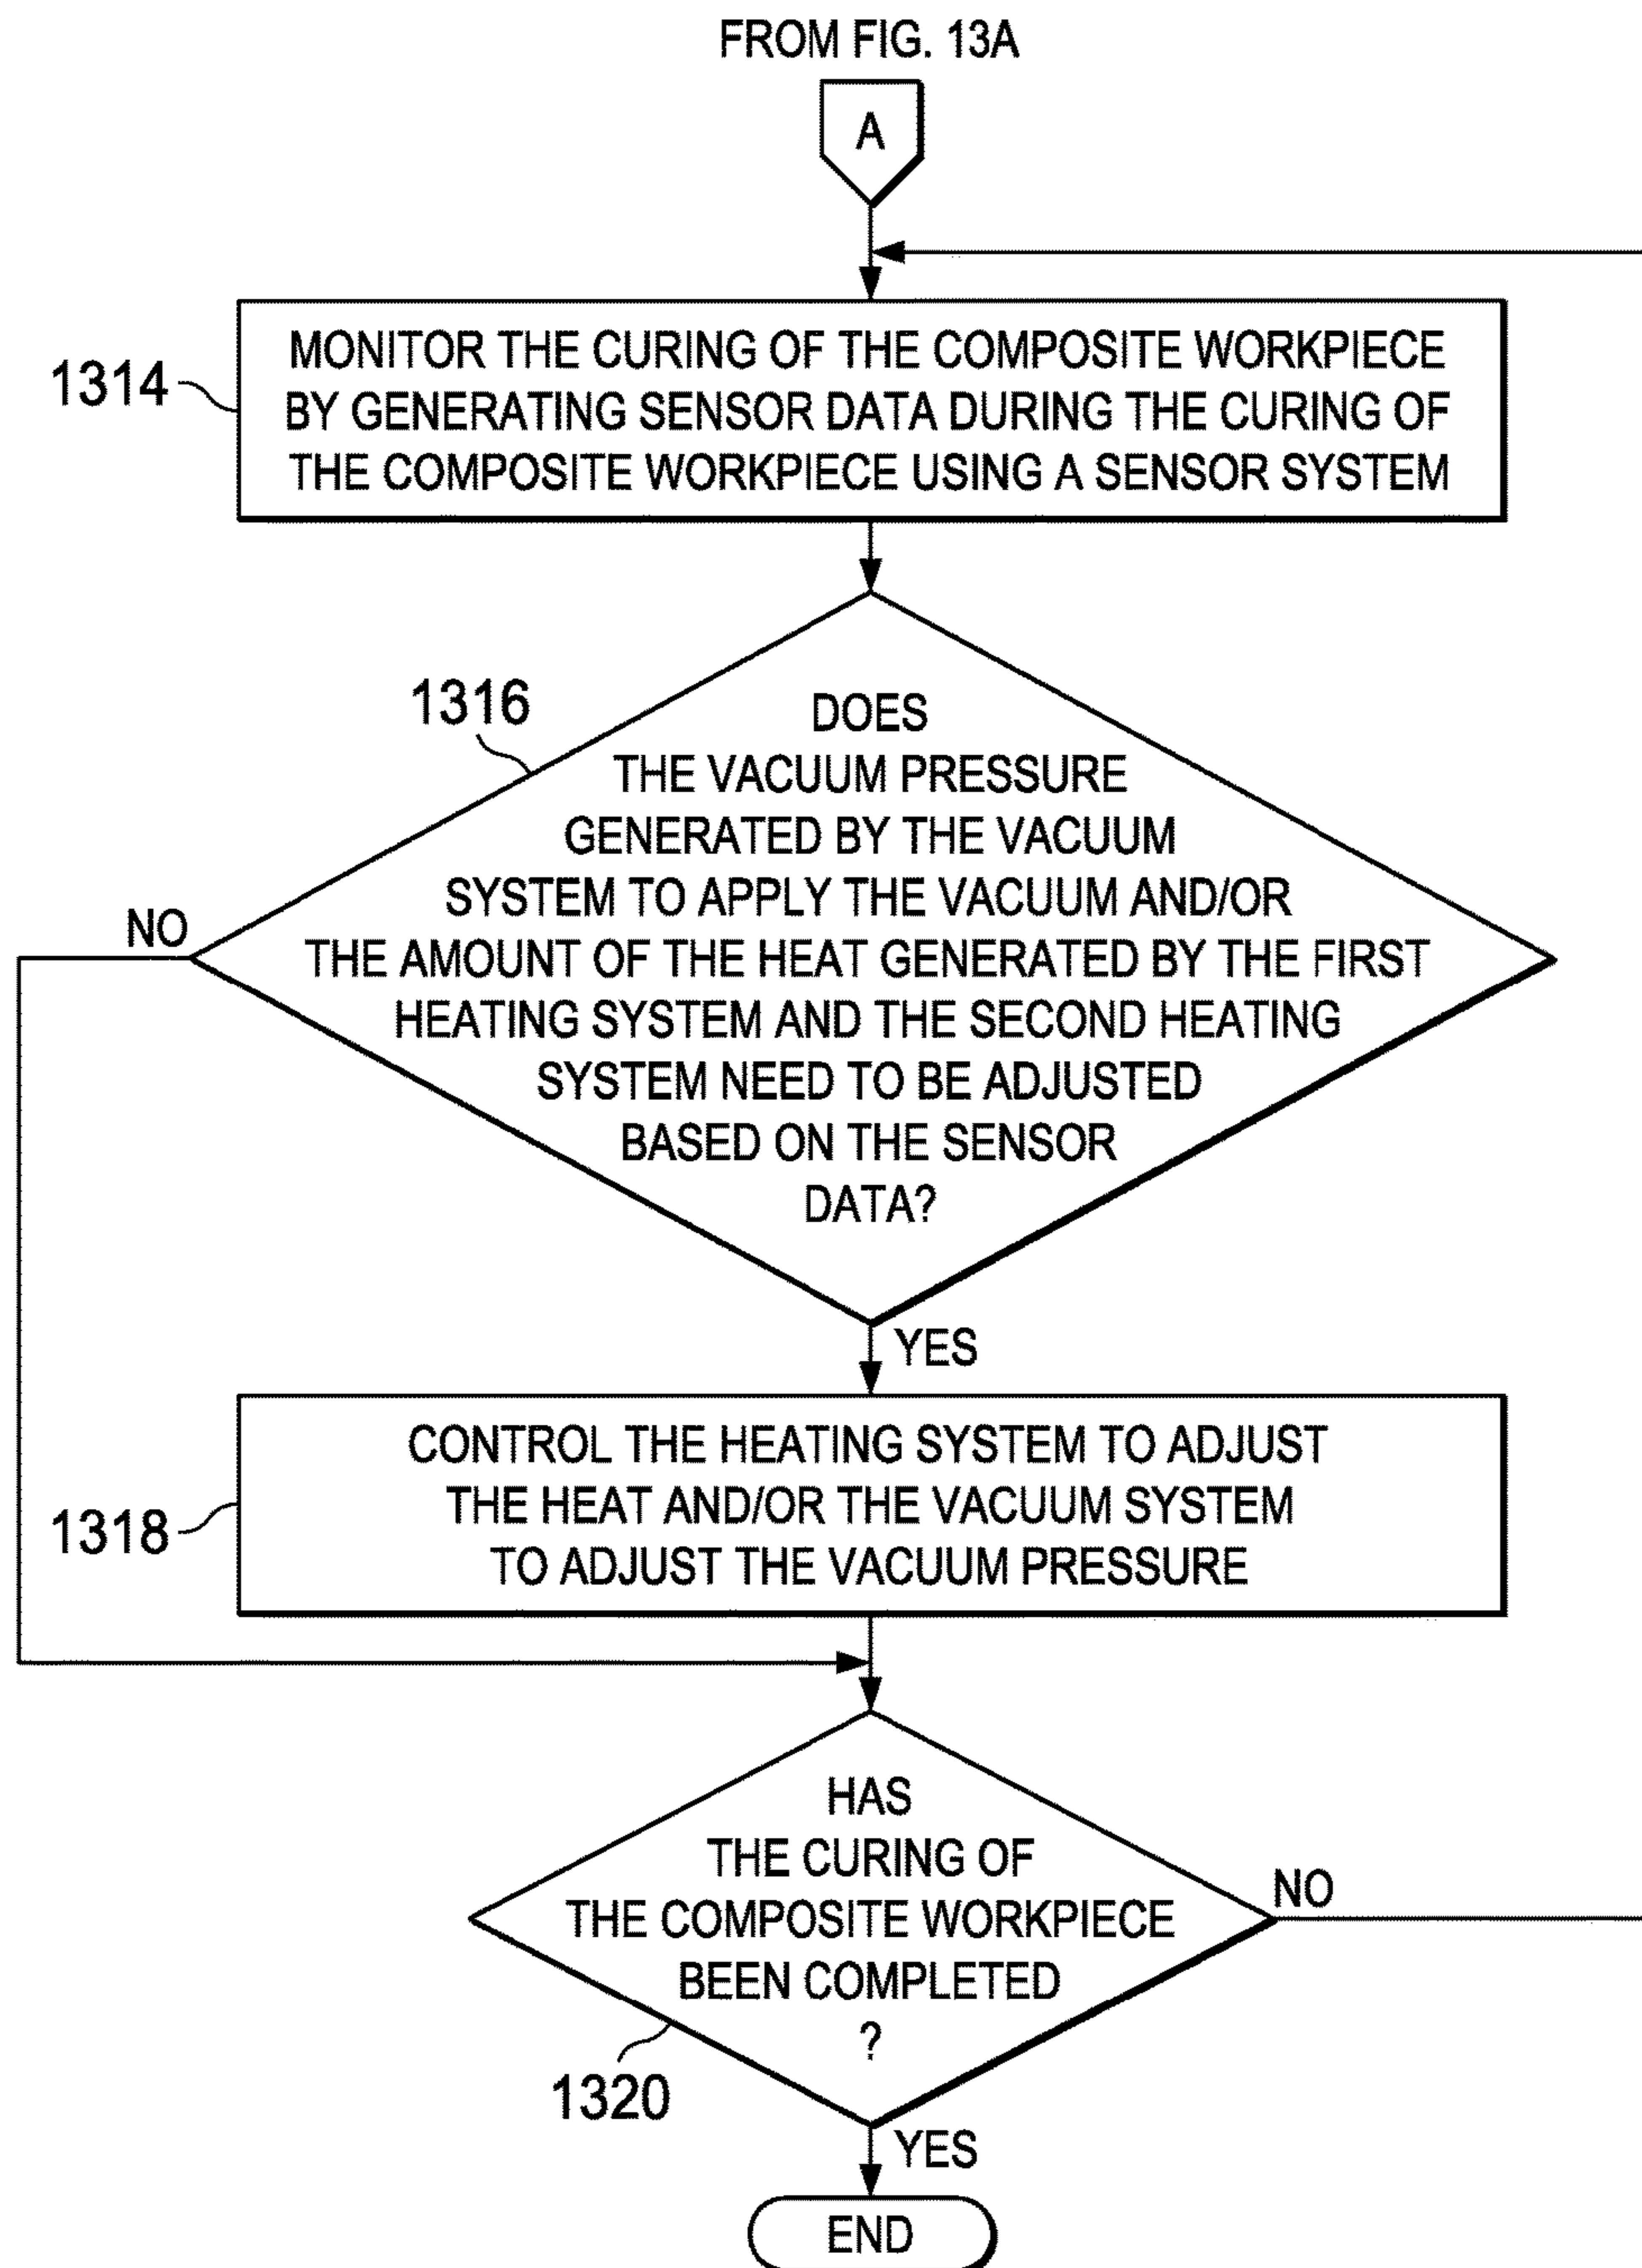 FROM FIG. 13A
A
1314
MONITOR THE CURING OF THE COMPOSITE WORKPIECE
BY GENERATING SENSOR DATA DURING THE CURING OF
THE COMPOSITE WORKPIECE USING A SENSOR SYSTEM
1316
DOES
THE VACUUM PRESSURE
GENERATED BY THE VACUUM
SYSTEM TO APPLY THE VACUUM AND/OR
THE AMOUNT OF THE HEAT GENERATED BY THE FIRST
HEATING SYSTEM AND THE SECOND HEATING
SYSTEM NEED TO BE ADJUSTED
BASED ON THE SENSOR
DATA?
NO
YES
1318
CONTROL THE HEATING SYSTEM TO ADJUST
THE HEAT AND/OR THE VACUUM SYSTEM
TO ADJUST THE VACUUM PRESSURE
HAS
THE CURING OF
THE COMPOSITE WORKPIECE
BEEN COMPLETED
?
NO
1320
YES
END